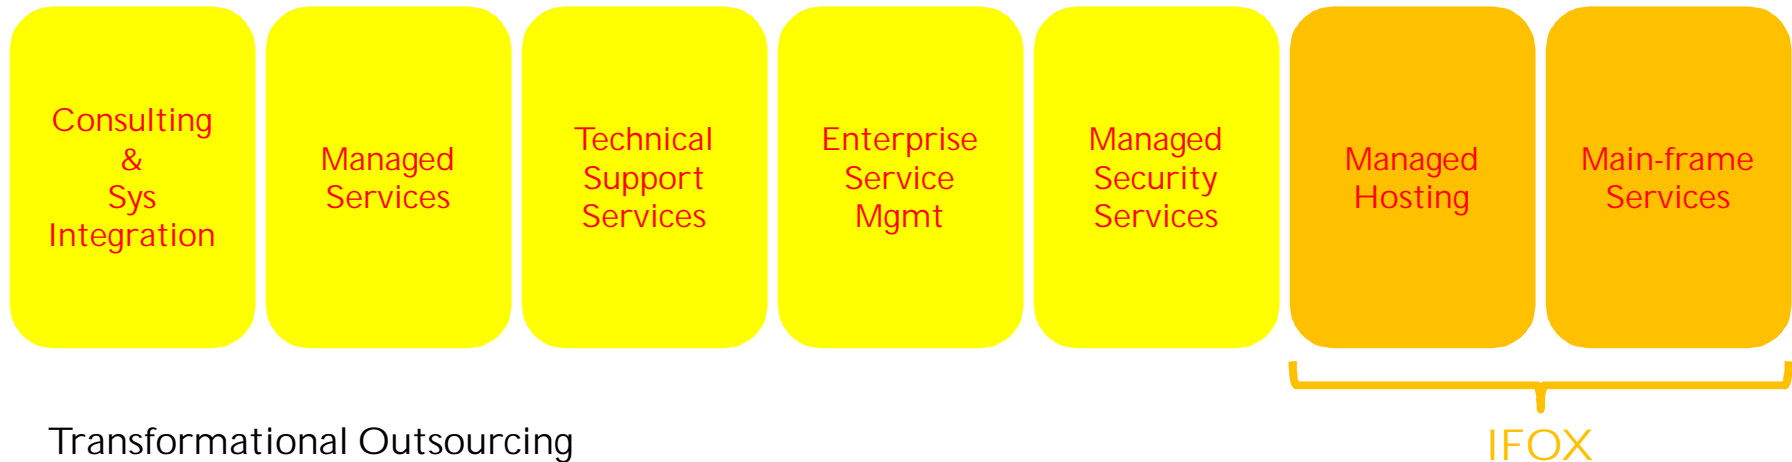 Consulting
&
Sys
Integration
Managed
Services
Technical
Support
Services
Enterprise
Service
Mgmt
Managed
Security
Services
Managed
Hosting
Main-frame
Services
Transformational Outsourcing
IFOX